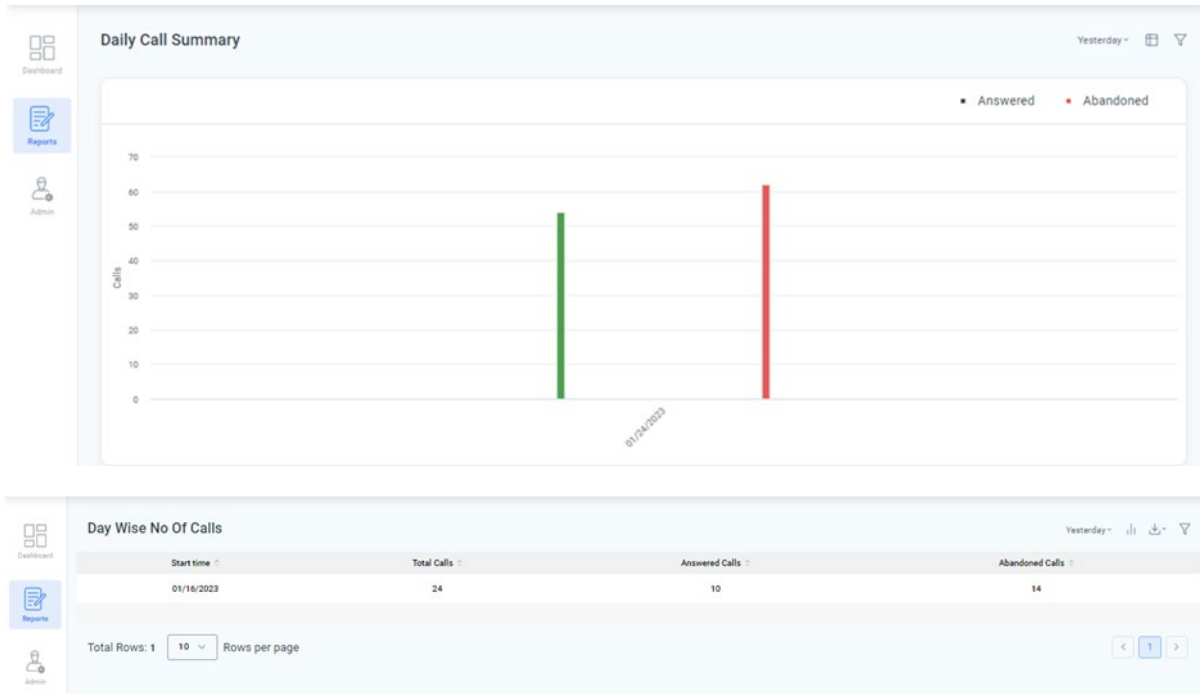 Daily Call Summary
Yesterday
Dashboard
Reports
Admin
Answered Abandoned
70
60
50
40
30
20
10
0
Calls
01/24/2023
Day Wise No Of Calls
Yesterday
Dashboard
Reports
Admin
Start time Total Calls Answered Calls Abandoned Calls
01/16/2023 24 10 14
Total Rows: 1 10 Rows per page
1